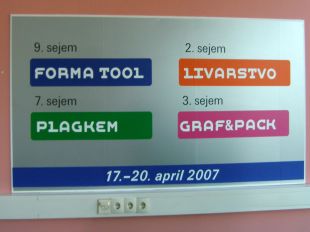 9. sejem
FORMA TOOL
2. sejem
LIVARSTVO
7. sejem
PLAGKEM
3. sejem
GRAF&PACK
17.–20. april 2007